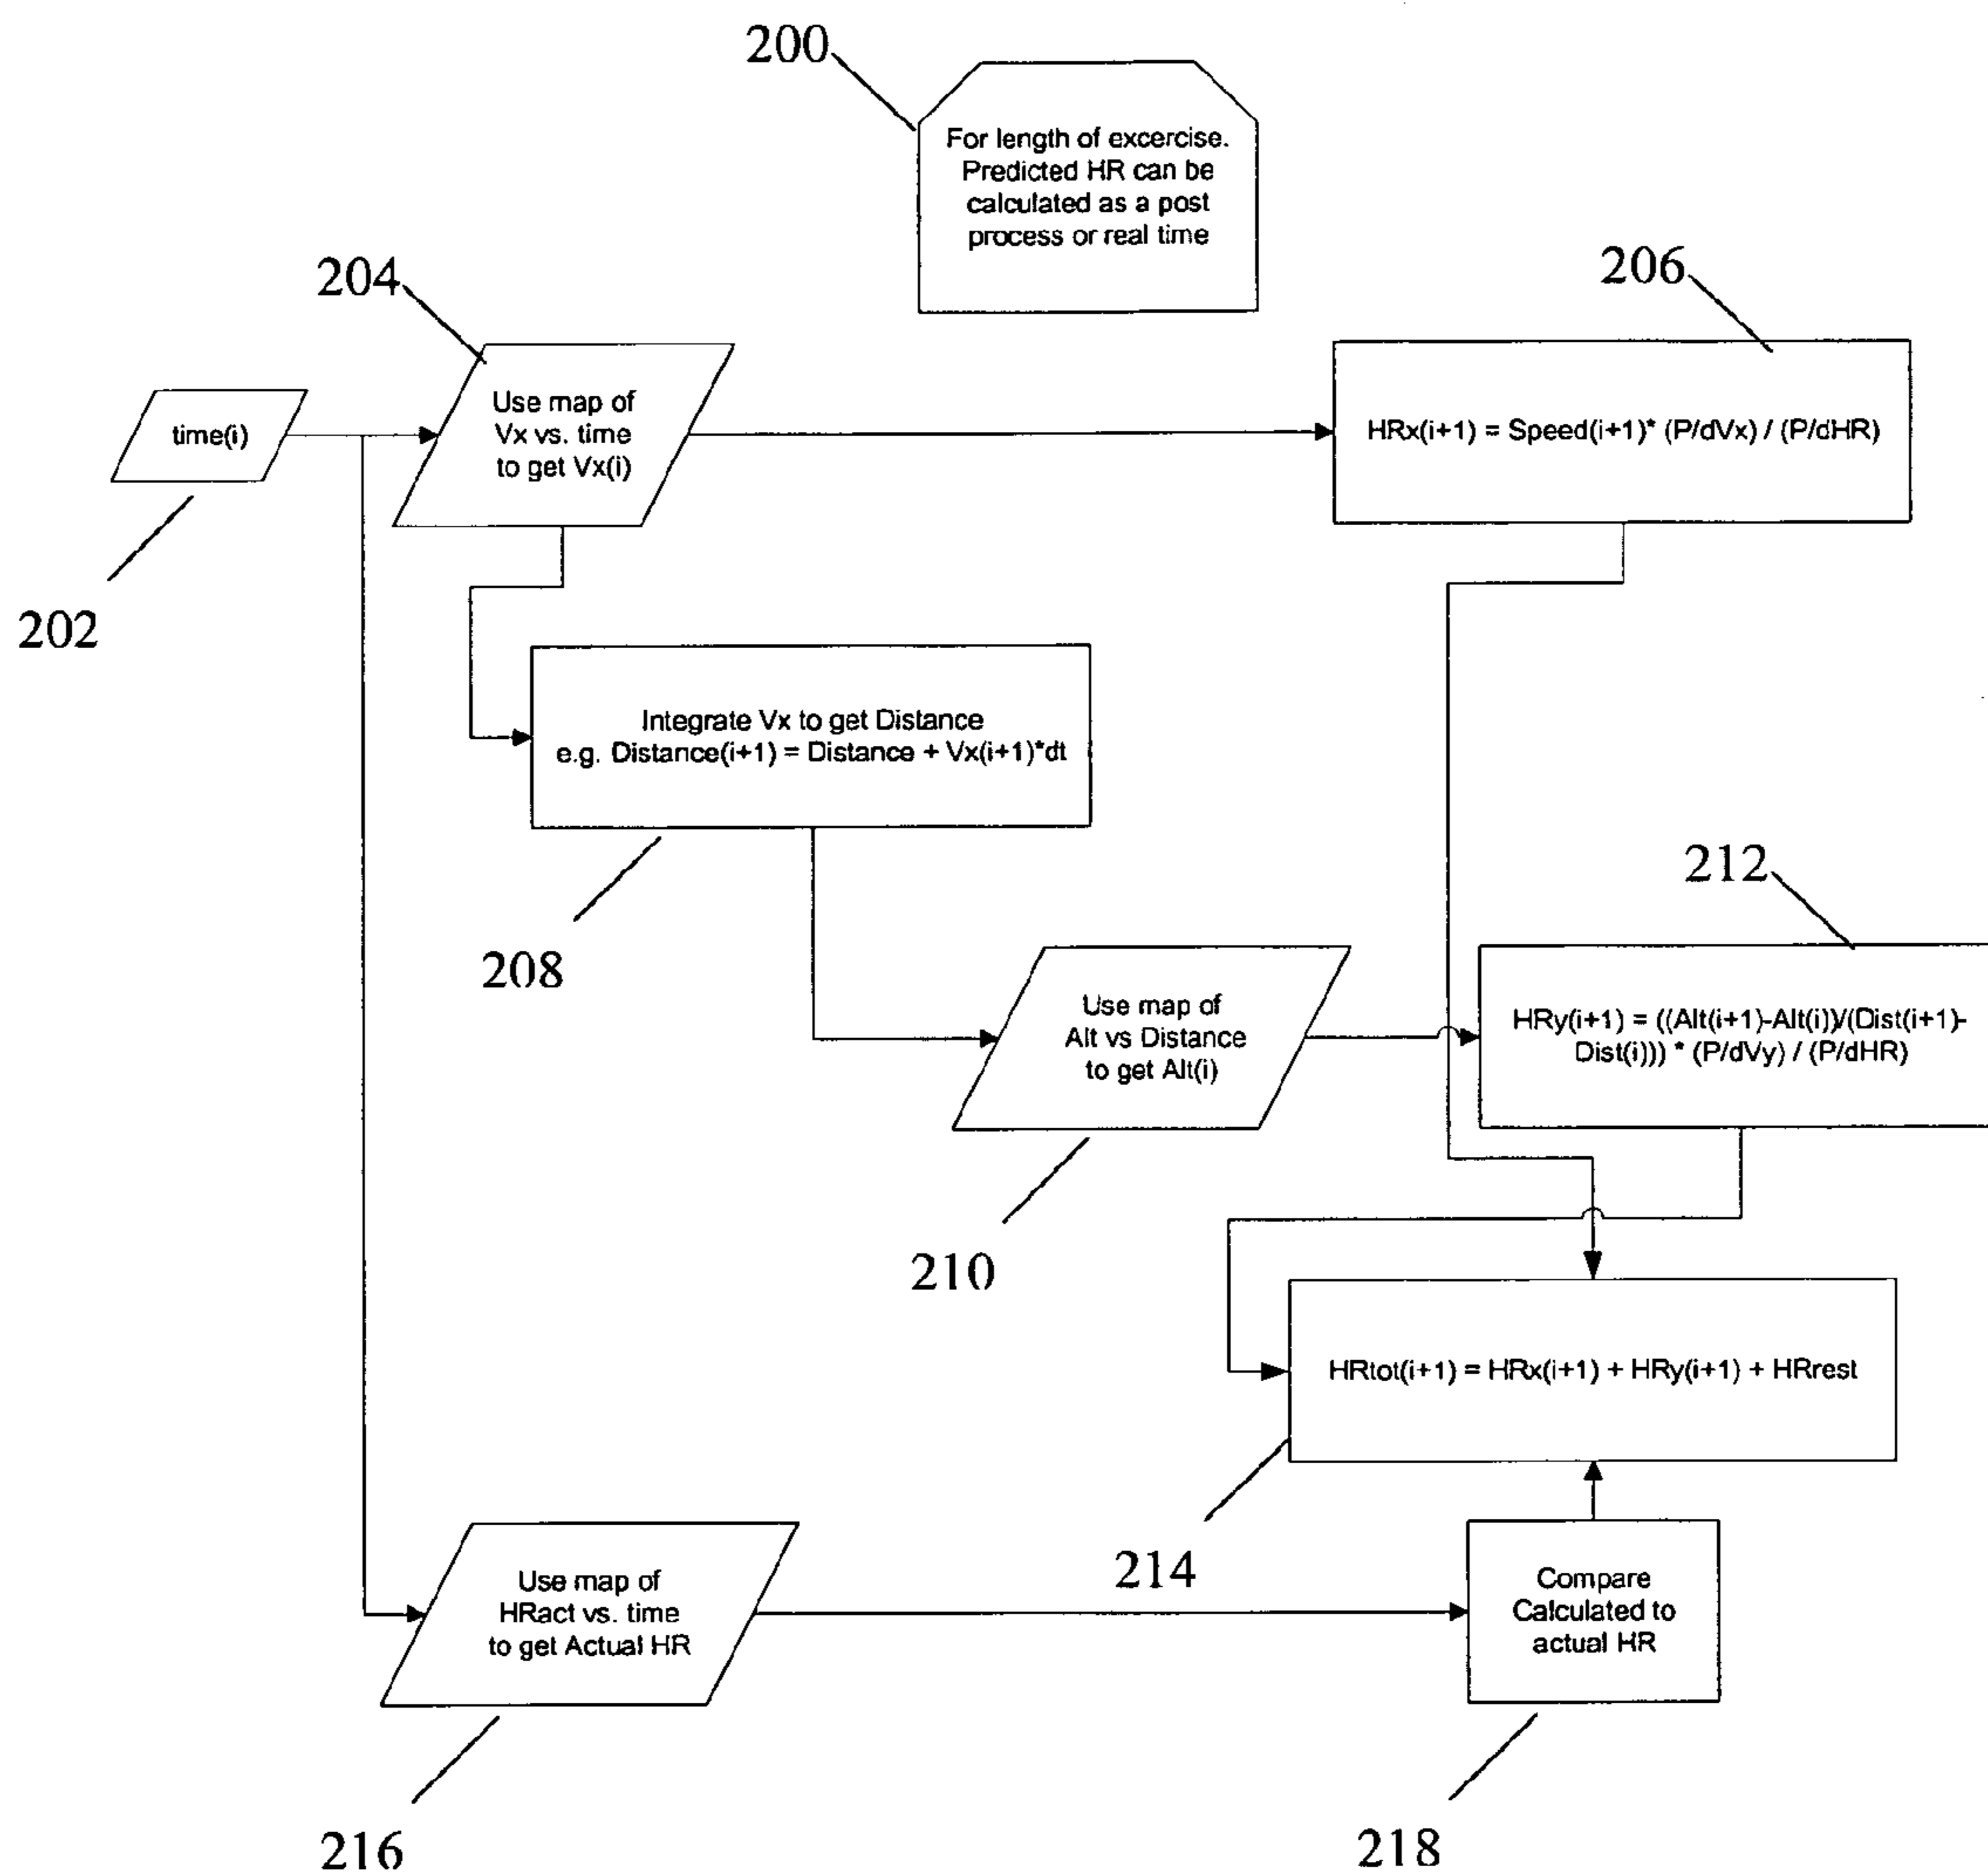 200
For length of excercise.
Predicted HR can be
calculated as a post
process or real time
204
206
time(i)
Use map of
Vx vs. time
to get Vx(i)
HRx(i+1) = Speed(i+1)* (P/dVx) / (P/dHR)
202
Integrate Vx to get Distance
e.g. Distance(i+1) = Distance + Vx(i+1)*dt
208
212
Use map of
Alt vs Distance
to get Alt(i)
HRy(i+1) = ((Alt(i+1)-Alt(i))/(Dist(i+1)-
Dist(i))) * (P/dVy) / (P/dHR)
210
HRtot(i+1) = HRx(i+1) + HRy(i+1) + HRrest
214
Use map of
HRact vs. time
to get Actual HR
Compare
Calculated to
actual HR
216
218